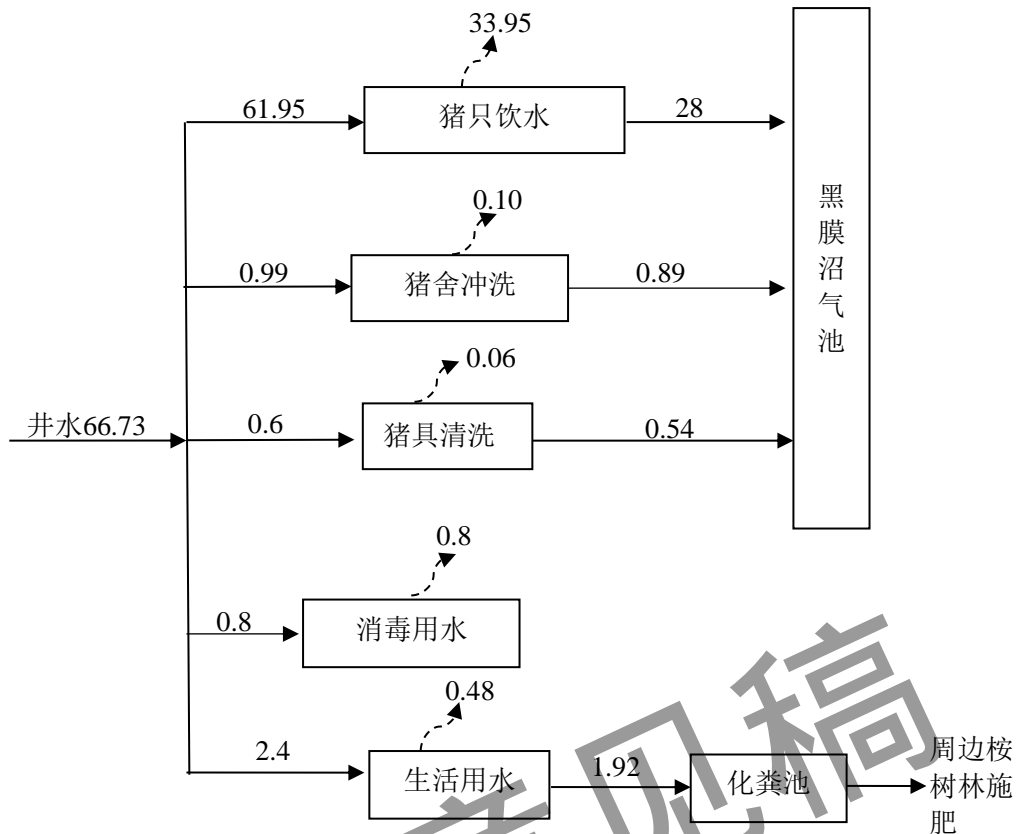 33.95
61.95
猪只饮水
28
0.10
0.99
猪舍冲洗
0.89
黑膜沼气池
0.06
井水66.73
0.6
猪具清洗
0.54
0.8
0.8
消毒用水
0.48
2.4
生活用水
1.92
化粪池
周边桉
树林施
肥
意见稿